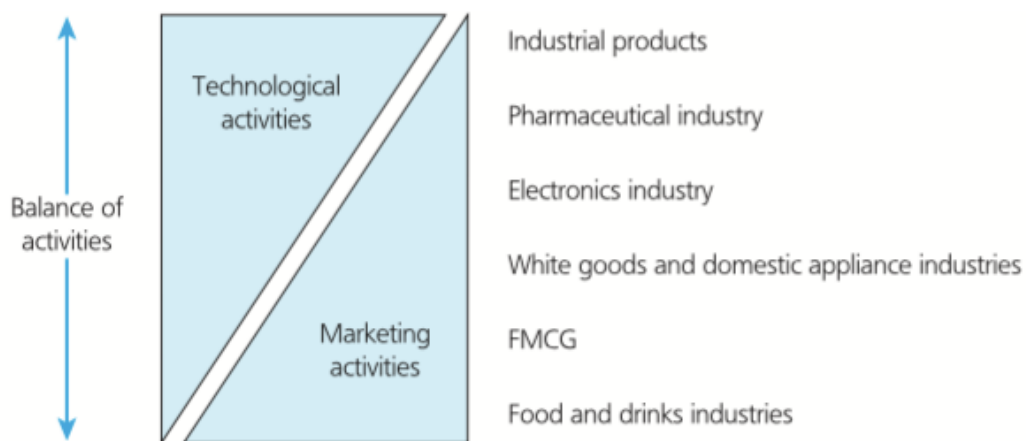 Balance of
activities
Technological
activities
Marketing
activities
Industrial products
Pharmaceutical industry
Electronics industry
White goods and domestic appliance industries
FMCG
Food and drinks industries